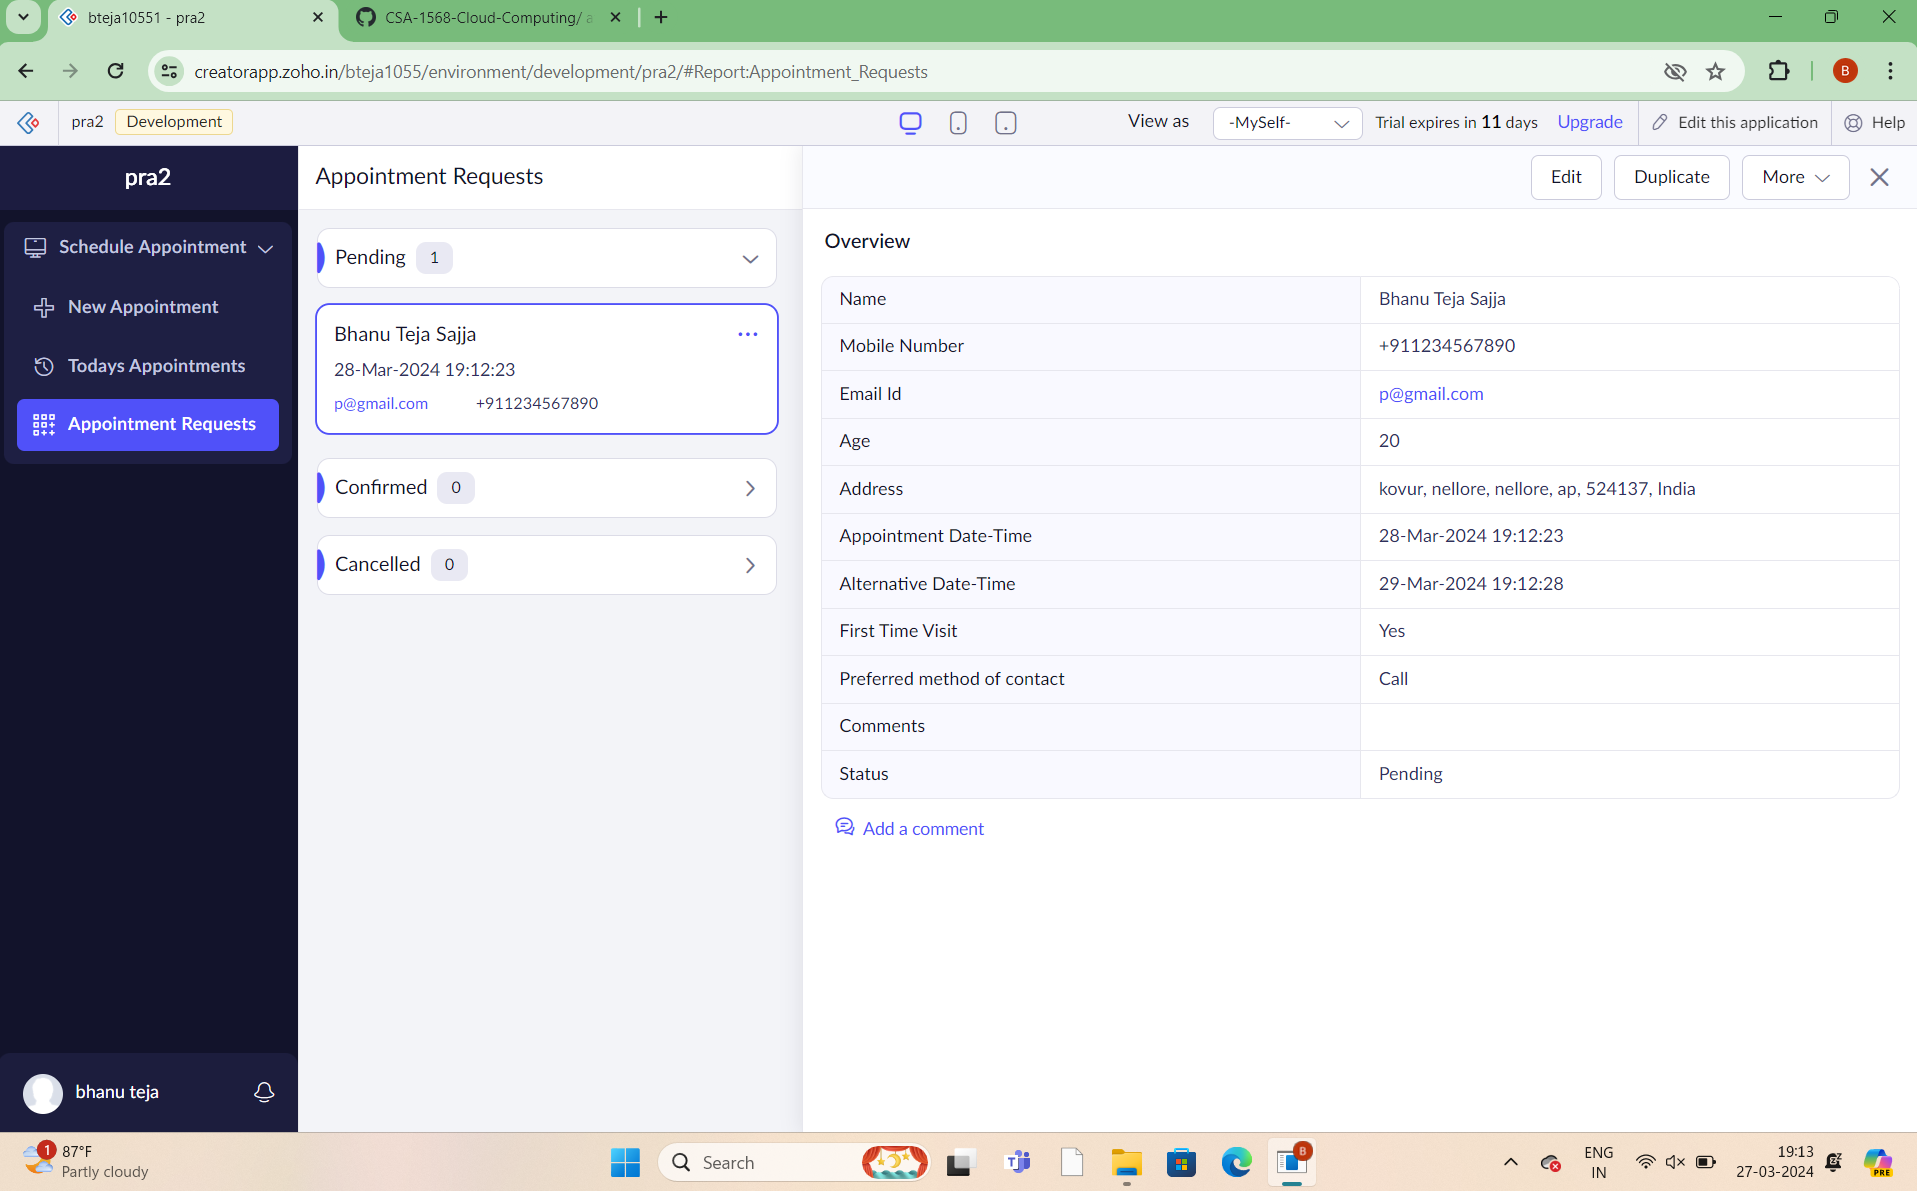 bteja10551 - pra2
CSA-1568-Cloud-Computing/
creatorapp.zoho.in/bteja1055/environment/development/pra2/#Report:Appointment_Requests
B
pra2
Development
View as
-MySelf-
Trial expires in 11 days
Upgrade
Edit this application
Help
pra2
Schedule Appointment
New Appointment
Todays Appointments
Appointment Requests
bhanu teja
Appointment Requests
Pending 1
Bhanu Teja Sajja
28-Mar-2024 19:12:23
p@gmail.com +911234567890
Confirmed 0
Cancelled 0
Edit
Duplicate
More
Overview
Name Bhanu Teja Sajja
Mobile Number +911234567890
Email Id p@gmail.com
Age 20
Address kovur, nellore, nellore, ap, 524137, India
Appointment Date-Time 28-Mar-2024 19:12:23
Alternative Date-Time 29-Mar-2024 19:12:28
First Time Visit Yes
Preferred method of contact Call
Comments
Status Pending
Add a comment
1
87°F
Partly cloudy
Search
B
ENG
IN
19:13
27-03-2024
PRE